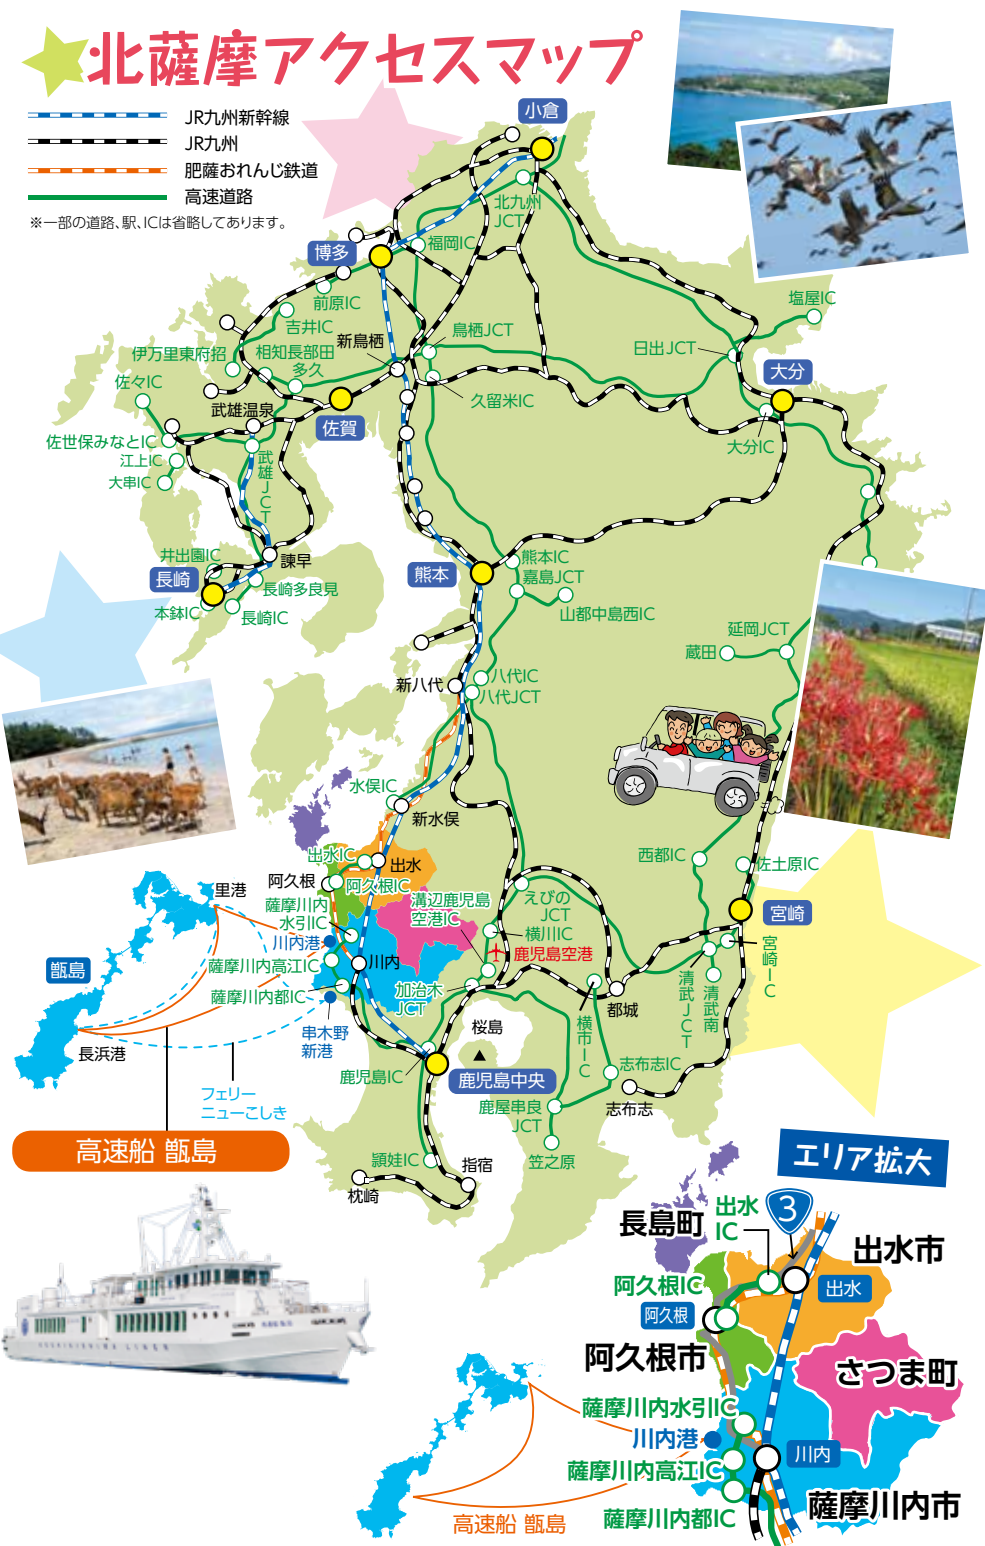 北薩摩アクセスマップ
JR九州新幹線
JR九州
肥薩おれんじ鉄道
高速道路
※一部の道路、駅、ICは省略してあります。
小倉
北九州
JCT
福岡IC
博多
前原IC
吉井IC
新鳥栖
鳥栖JCT
塩屋IC
日出JCT
大分
伊万里東府招
相知長部田
多久
佐々IC
武雄温泉
佐賀
久留米IC
大分IC
佐世保みなとIC
江上IC
大串IC
武雄JCT
井出園IC
諫早
長崎
長崎多良見
本鉢IC
長崎IC
熊本
熊本IC
嘉島JCT
山都中島西IC
延岡JCT
蔵田
新八代
八代IC
八代JCT
水俣IC
新水俣
出水IC
出水
阿久根
阿久根IC
薩摩川内
水引IC
川内港
薩摩川内高江IC
川内
薩摩川内都IC
串木野
新港
溝辺鹿児島
空港IC
えびの
JCT
横川IC
鹿児島空港
加治木
JCT
西都IC
佐土原IC
宮崎
宮崎IC
清武JCT
清武南
都城
横市IC
志布志IC
志布志
桜島
鹿児島IC
鹿児島中央
鹿屋串良
JCT
笠之原
頴娃IC
指宿
枕崎
里港
甑島
長浜港
フェリー
ニューこしき
高速船 甑島
エリア拡大
3
長島町
出水
IC
出水市
阿久根IC
出水
阿久根
阿久根市
さつま町
薩摩川内水引IC
川内港
川内
薩摩川内高江IC
薩摩川内市
薩摩川内都IC
高速船 甑島